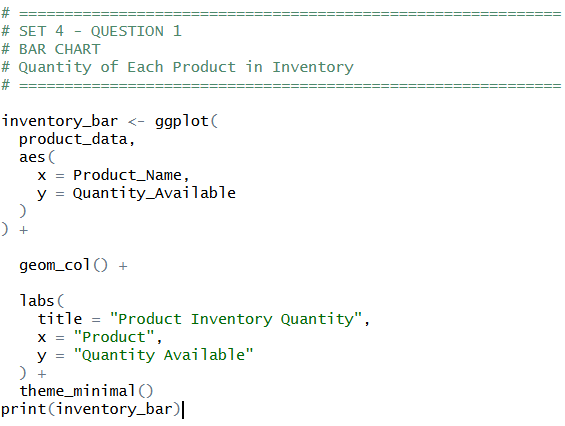 # =============================================================
# SET 4 - QUESTION 1
# BAR CHART
# Quantity of Each Product in Inventory
# =============================================================
inventory_bar <- ggplot(
  product_data,
  aes(
    x = Product_Name,
    y = Quantity_Available
  )
) +
  geom_col() +
  labs(
    title = "Product Inventory Quantity",
    x = "Product",
    y = "Quantity Available"
  ) +
  theme_minimal()
print(inventory_bar)